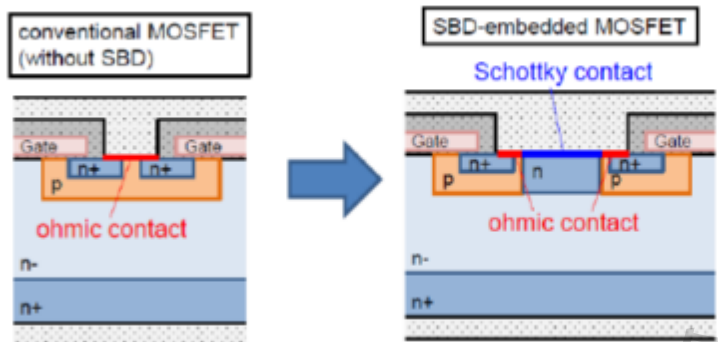 conventional MOSFET
(without SBD)
Gate
Gate
n+
n+
p
ohmic contact
n-
n+
SBD-embedded MOSFET
Schottky contact
Gate
Gate
n+
n
n+
p
p
ohmic contact
n-
n+